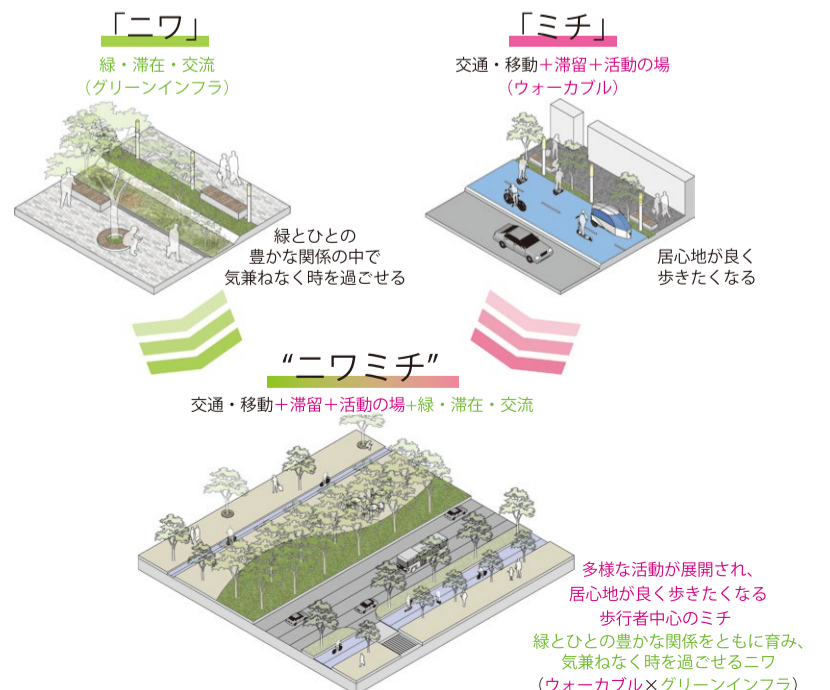 「ニワ」
緑・滞在・交流
（グリーンインフラ）
緑とひとの
豊かな関係の中で
気兼ねなく時を過ごせる
「ミチ」
交通・移動＋滞留＋活動の場
（ウォーカブル）
居心地が良く
歩きたくなる
“ニワミチ”
交通・移動＋滞留＋活動の場+緑・滞在・交流
多様な活動が展開され、
居心地が良く歩きたくなる
歩行者中心のミチ
緑とひとの豊かな関係をともに育み、
気兼ねなく時を過ごせるニワ
（ウォーカブル×グリーンインフラ）